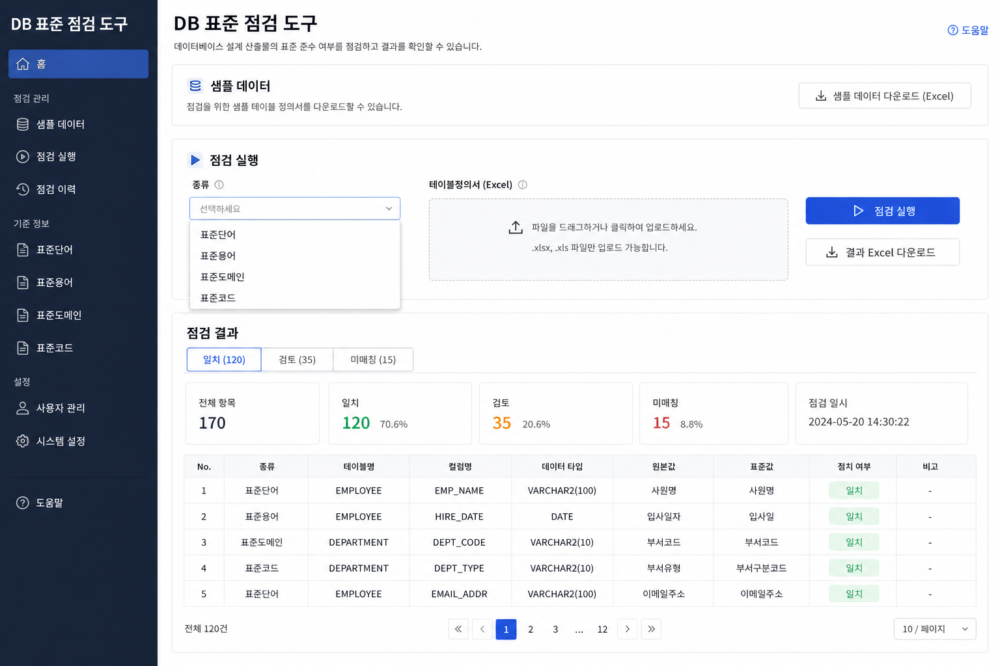 DB 표준 점검 도구
홈
점검 관리
샘플 데이터
점검 실행
점검 이력
기준 정보
표준단어
표준용어
표준도메인
표준코드
설정
사용자 관리
시스템 설정
도움말
DB 표준 점검 도구
데이터베이스 설계 산출물의 표준 준수 여부를 점검하고 결과를 확인할 수 있습니다.
도움말
샘플 데이터
점검을 위한 샘플 테이블 정의서를 다운로드할 수 있습니다.
샘플 데이터 다운로드 (Excel)
점검 실행
종류
선택하세요
표준단어
표준용어
표준도메인
표준코드
테이블정의서 (Excel)
파일을 드래그하거나 클릭하여 업로드하세요.
.xlsx, .xls 파일만 업로드 가능합니다.
점검 실행
결과 Excel 다운로드
점검 결과
일치 (120) 검토 (35) 미매칭 (15)
전체 항목
170
일치
120 70.6%
검토
35 20.6%
미매칭
15 8.8%
점검 일시
2024-05-20 14:30:22
No. 종류 테이블명 컬럼명 데이터 타입 원본값 표준값 점치 여부 비고
1 표준단어 EMPLOYEE EMP_NAME VARCHAR2(100) 사원명 사원명 일치 -
2 표준용어 EMPLOYEE HIRE_DATE DATE 입사일자 입사일 일치 -
3 표준도메인 DEPARTMENT DEPT_CODE VARCHAR2(10) 부서코드 부서코드 일치 -
4 표준코드 DEPARTMENT DEPT_TYPE VARCHAR2(10) 부서유형 부서구분코드 일치 -
5 표준단어 EMPLOYEE EMAIL_ADDR VARCHAR2(100) 이메일주소 이메일주소 일치 -
전체 120건
« ‹ 1 2 3 ... 12 › »
10 / 페이지